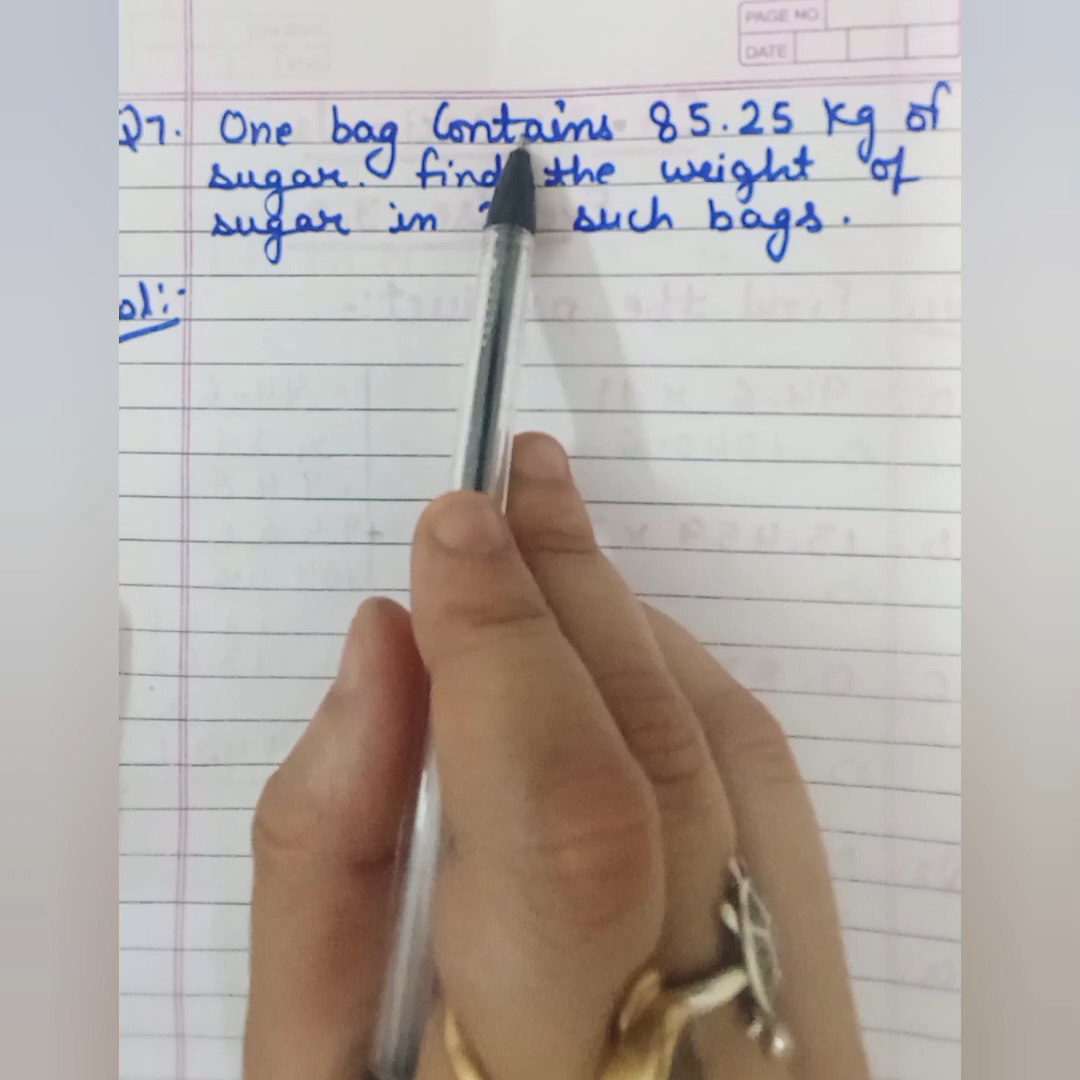 PAGE NO
DATE
Q7. One bag Contains 85.25 kg of
sugar. find the weight of
sugar in such bags.
Sol:-